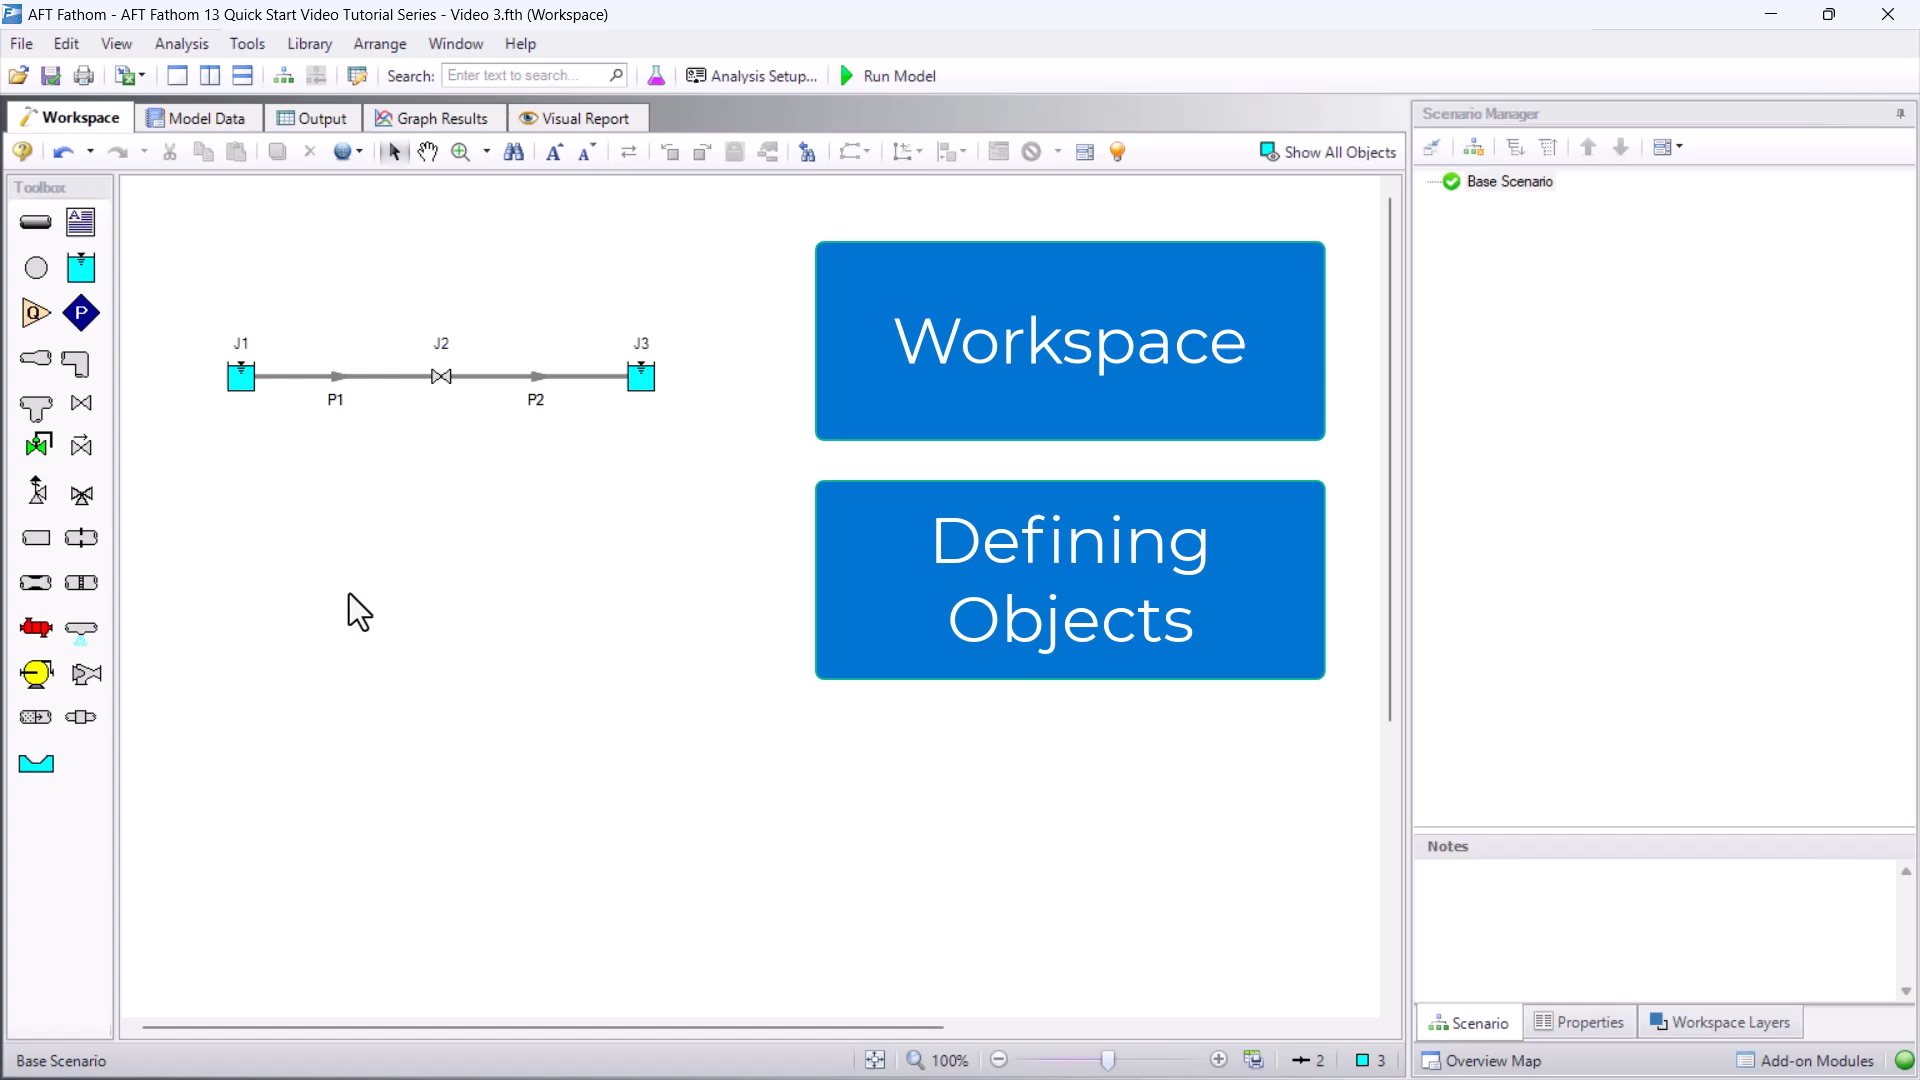 AFT Fathom - AFT Fathom 13 Quick Start Video Tutorial Series - Video 3.fth (Workspace)
File Edit View Analysis Tools Library Arrange Window Help
Search: Enter text to search... Analysis Setup... Run Model
Workspace Model Data Output Graph Results Visual Report
Scenario Manager
Show All Objects
Toolbox
Base Scenario
A
Q P
J1 J2 J3
P1 P2
Workspace
Defining
Objects
Notes
Scenario Properties Workspace Layers
Base Scenario 100% 2 3 Overview Map Add-on Modules